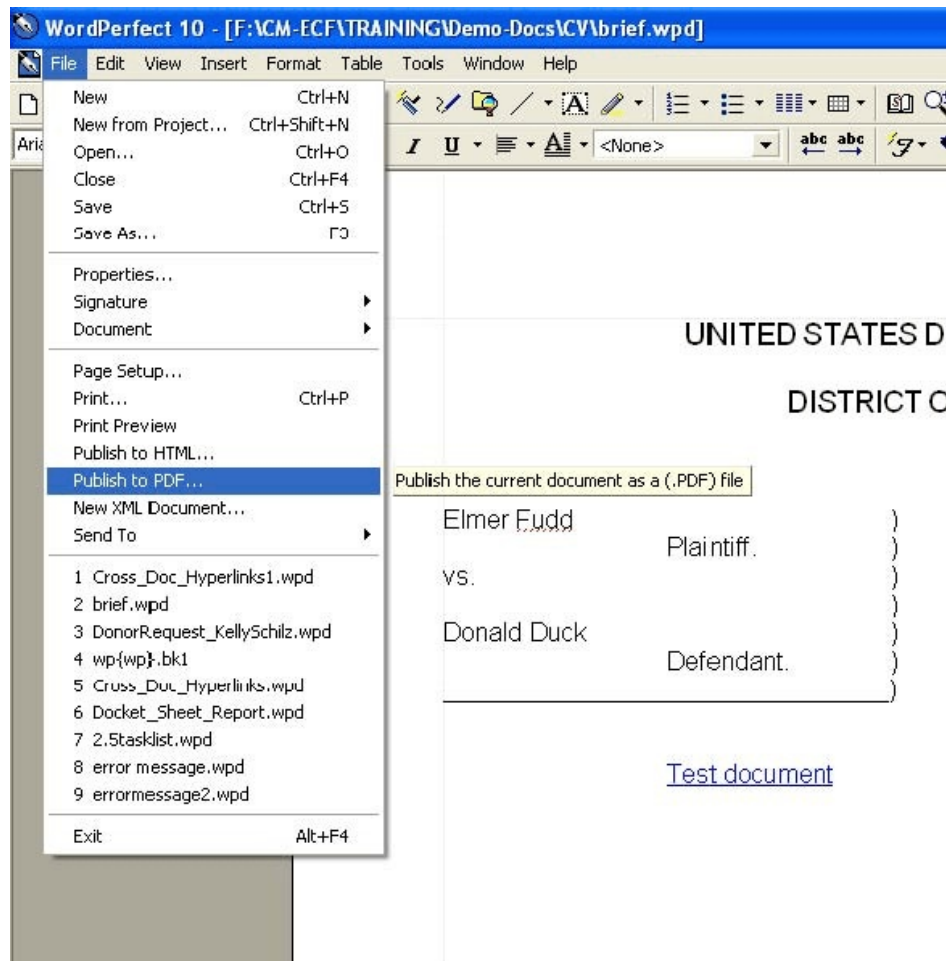 WordPerfect 10 - [F:\CM-ECF\TRAINING\Demo-Docs\CV\brief.wpd]
File Edit View Insert Format Table Tools Window Help
<None> abc abc
New Ctrl+N
New from Project... Ctrl+Shift+N
Open... Ctrl+O
Close Ctrl+F4
Save Ctrl+S
Save As... F3
Properties...
Signature
Document
Page Setup...
Print... Ctrl+P
Print Preview
Publish to HTML...
Publish to PDF...
New XML Document...
Send To
1 Cross_Doc_Hyperlinks1.wpd
2 brief.wpd
3 DonorRequest_KellySchilz.wpd
4 wp{wp}.bk1
5 Cross_Doc_Hyperlinks.wpd
6 Docket_Sheet_Report.wpd
7 2.5tasklist.wpd
8 error message.wpd
9 errormessage2.wpd
Exit Alt+F4
Publish the current document as a (.PDF) file
UNITED STATES D
DISTRICT O
Elmer Fudd )
Plaintiff. )
vs. )
)
Donald Duck )
Defendant. )
)
Test document